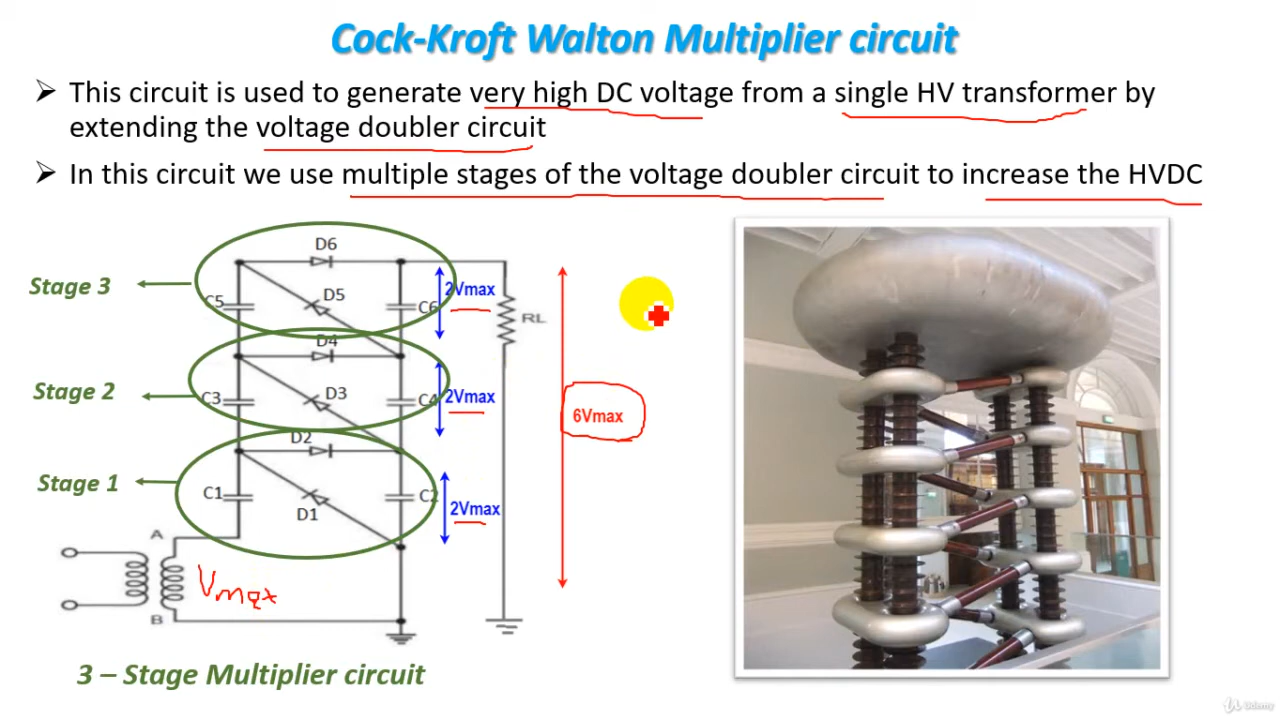 Cock-Kroft Walton Multiplier circuit
➤ This circuit is used to generate very high DC voltage from a single HV transformer by
extending the voltage doubler circuit
➤ In this circuit we use multiple stages of the voltage doubler circuit to increase the HVDC
D6
Stage 3
C5
D5
C6
2Vmax
RL
D4
Stage 2
C3
D3
C4
2Vmax
6Vmax
D2
Stage 1
C1
D1
C2
2Vmax
A
Vmax
B
3 – Stage Multiplier circuit
Udemy